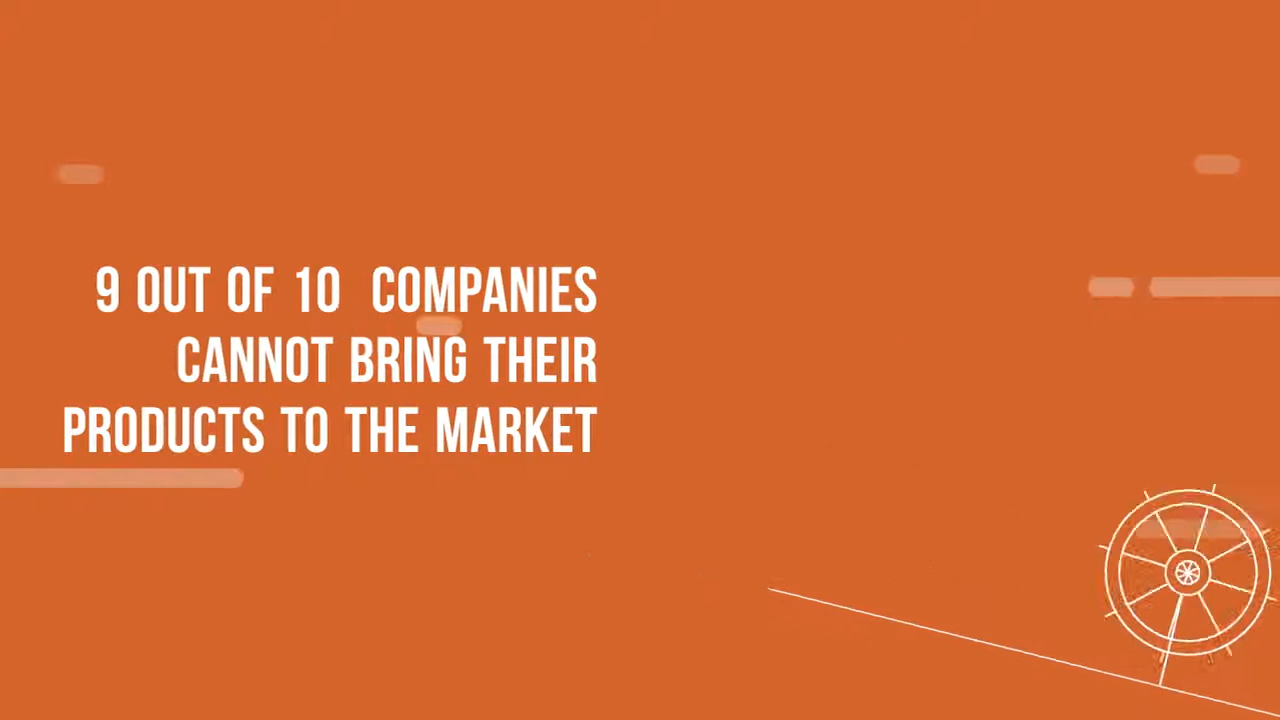 9 OUT OF 10 COMPANIES
CANNOT BRING THEIR
PRODUCTS TO THE MARKET